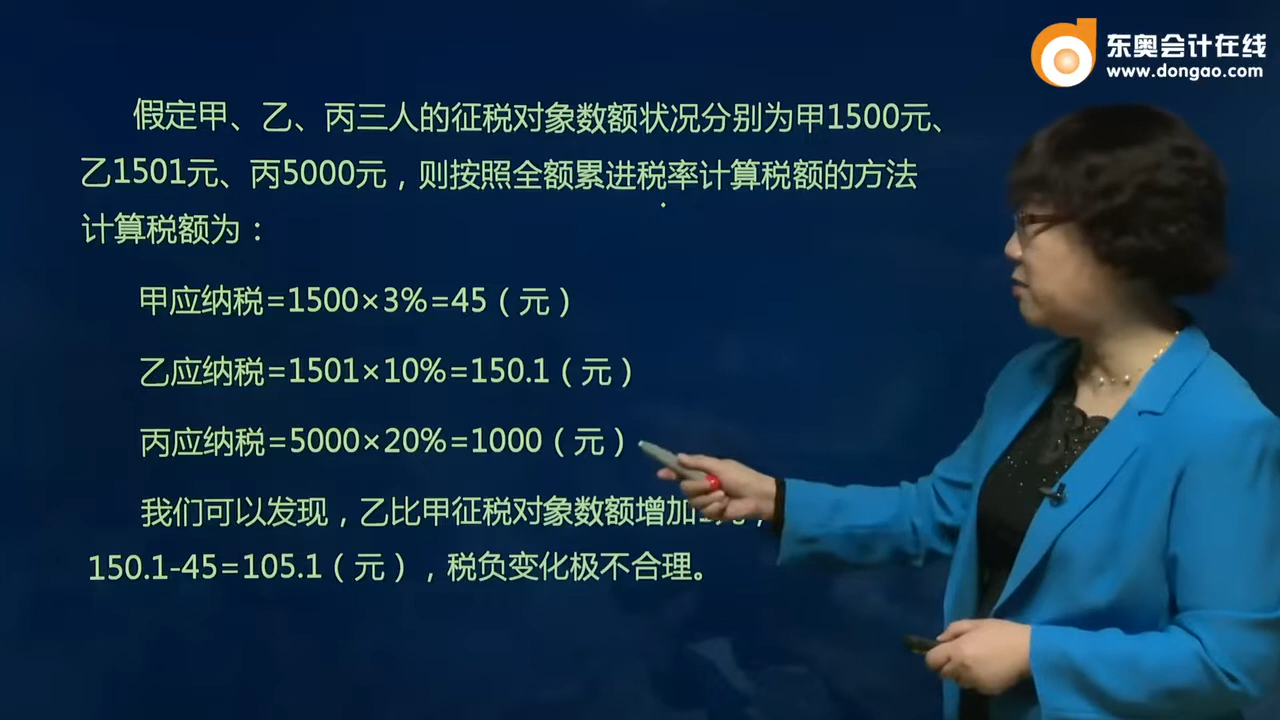 东奥会计在线
www.dongao.com
假定甲、乙、丙三人的征税对象数额状况分别为甲1500元、
乙1501元、丙5000元，则按照全额累进税率计算税额的方法
计算税额为：
甲应纳税=1500×3%=45（元）
乙应纳税=1501×10%=150.1（元）
丙应纳税=5000×20%=1000（元）
我们可以发现，乙比甲征税对象数额增加
150.1-45=105.1（元），税负变化极不合理。